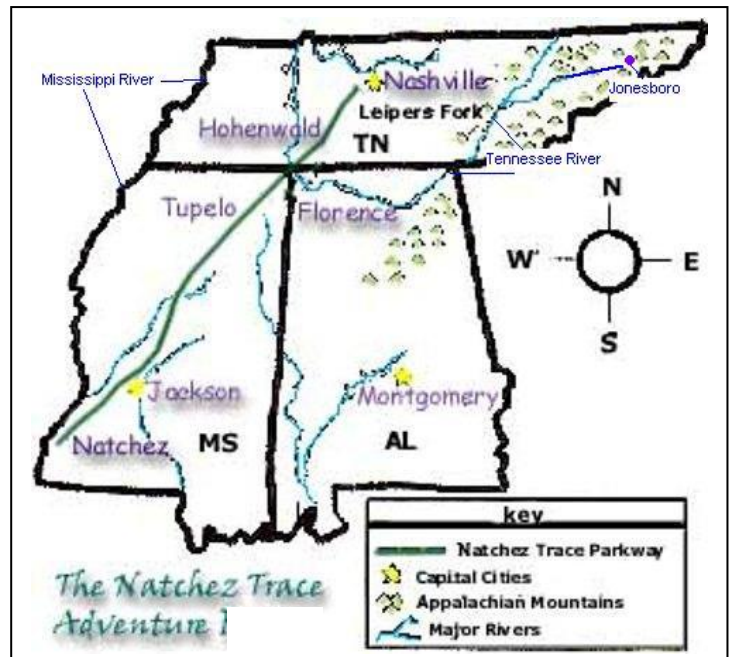 Mississippi River
Nashville
Jonesboro
Leipers Fork
Hohenwald
TN
Tennessee River
Tupelo
Florence
N
W
E
S
Jackson
Montgomery
Natchez
MS
AL
key
Natchez Trace Parkway
Capital Cities
Appalachian Mountains
Major Rivers
The Natchez Trace
Adventure